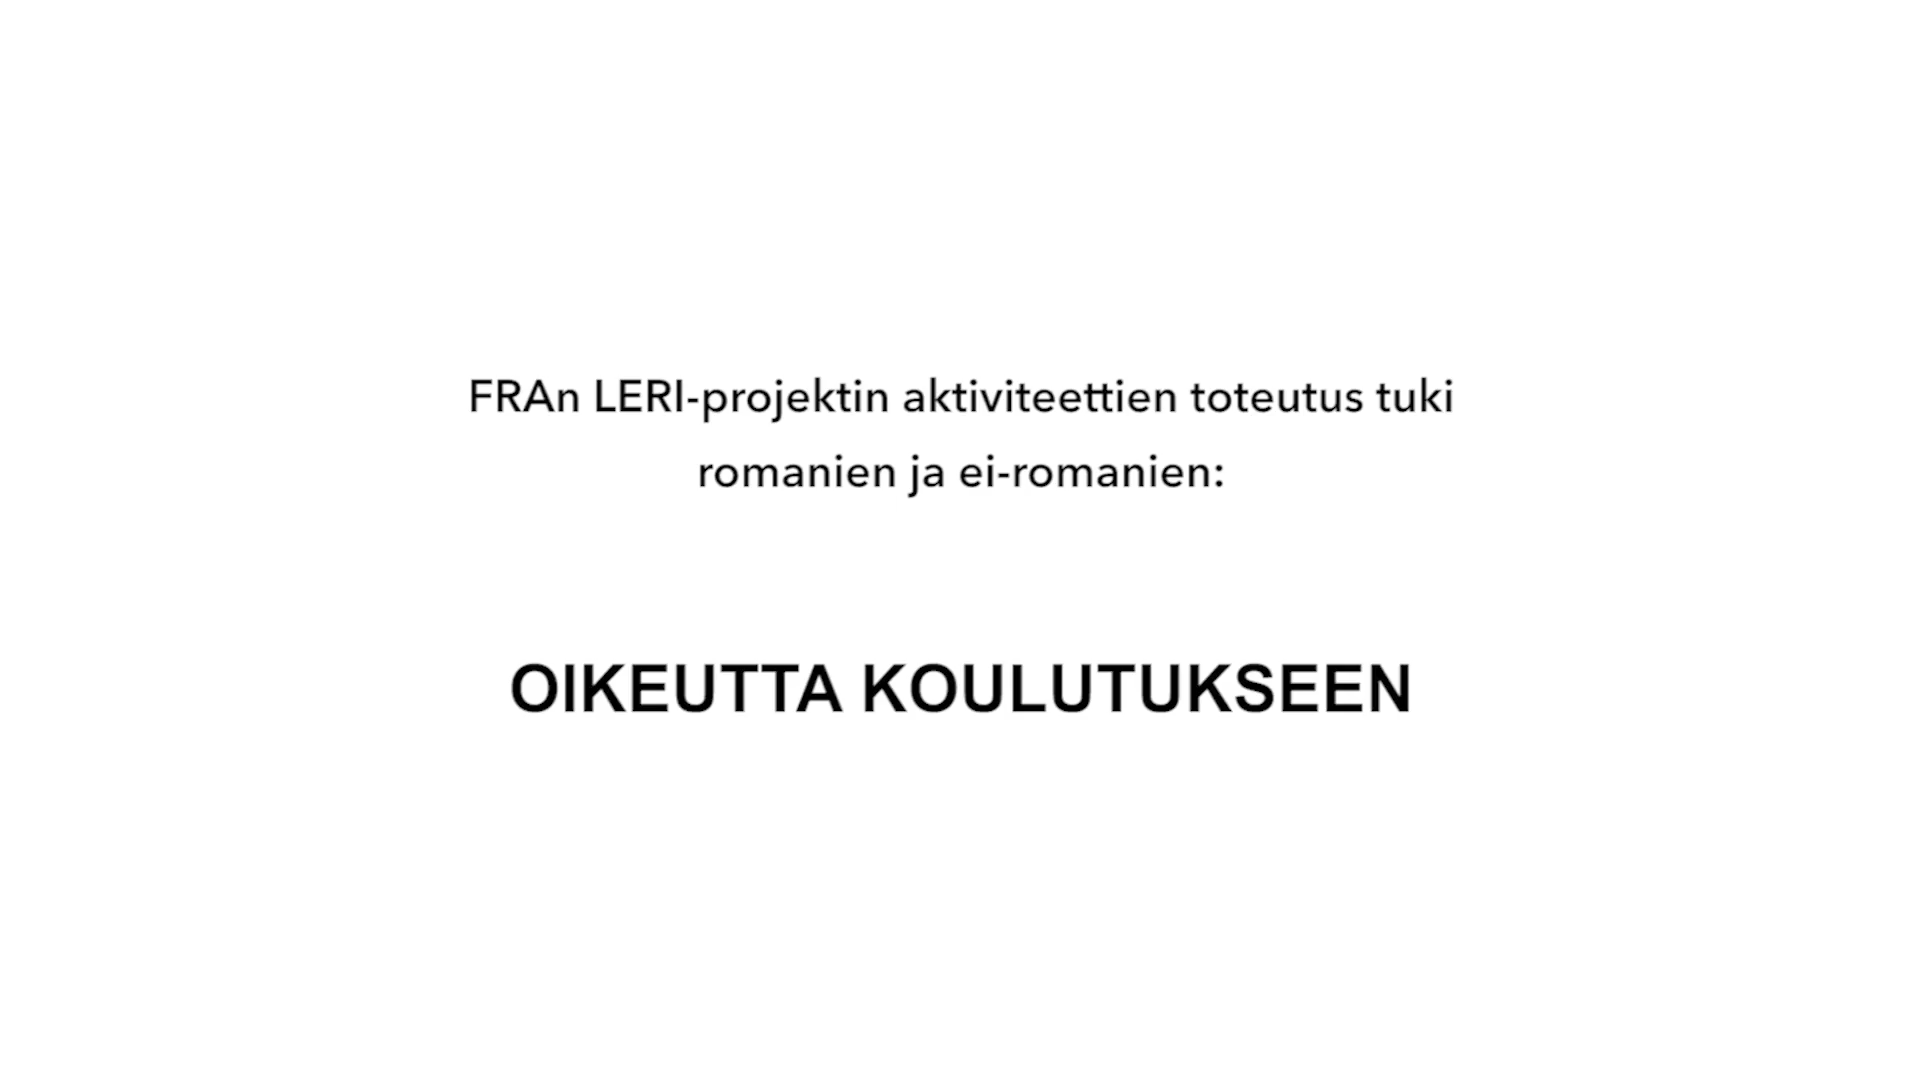 FRAn LERI-projektin aktiviteettien toteutus tuki
romanien ja ei-romanien:
OIKEUTTA KOULUTUKSEEN